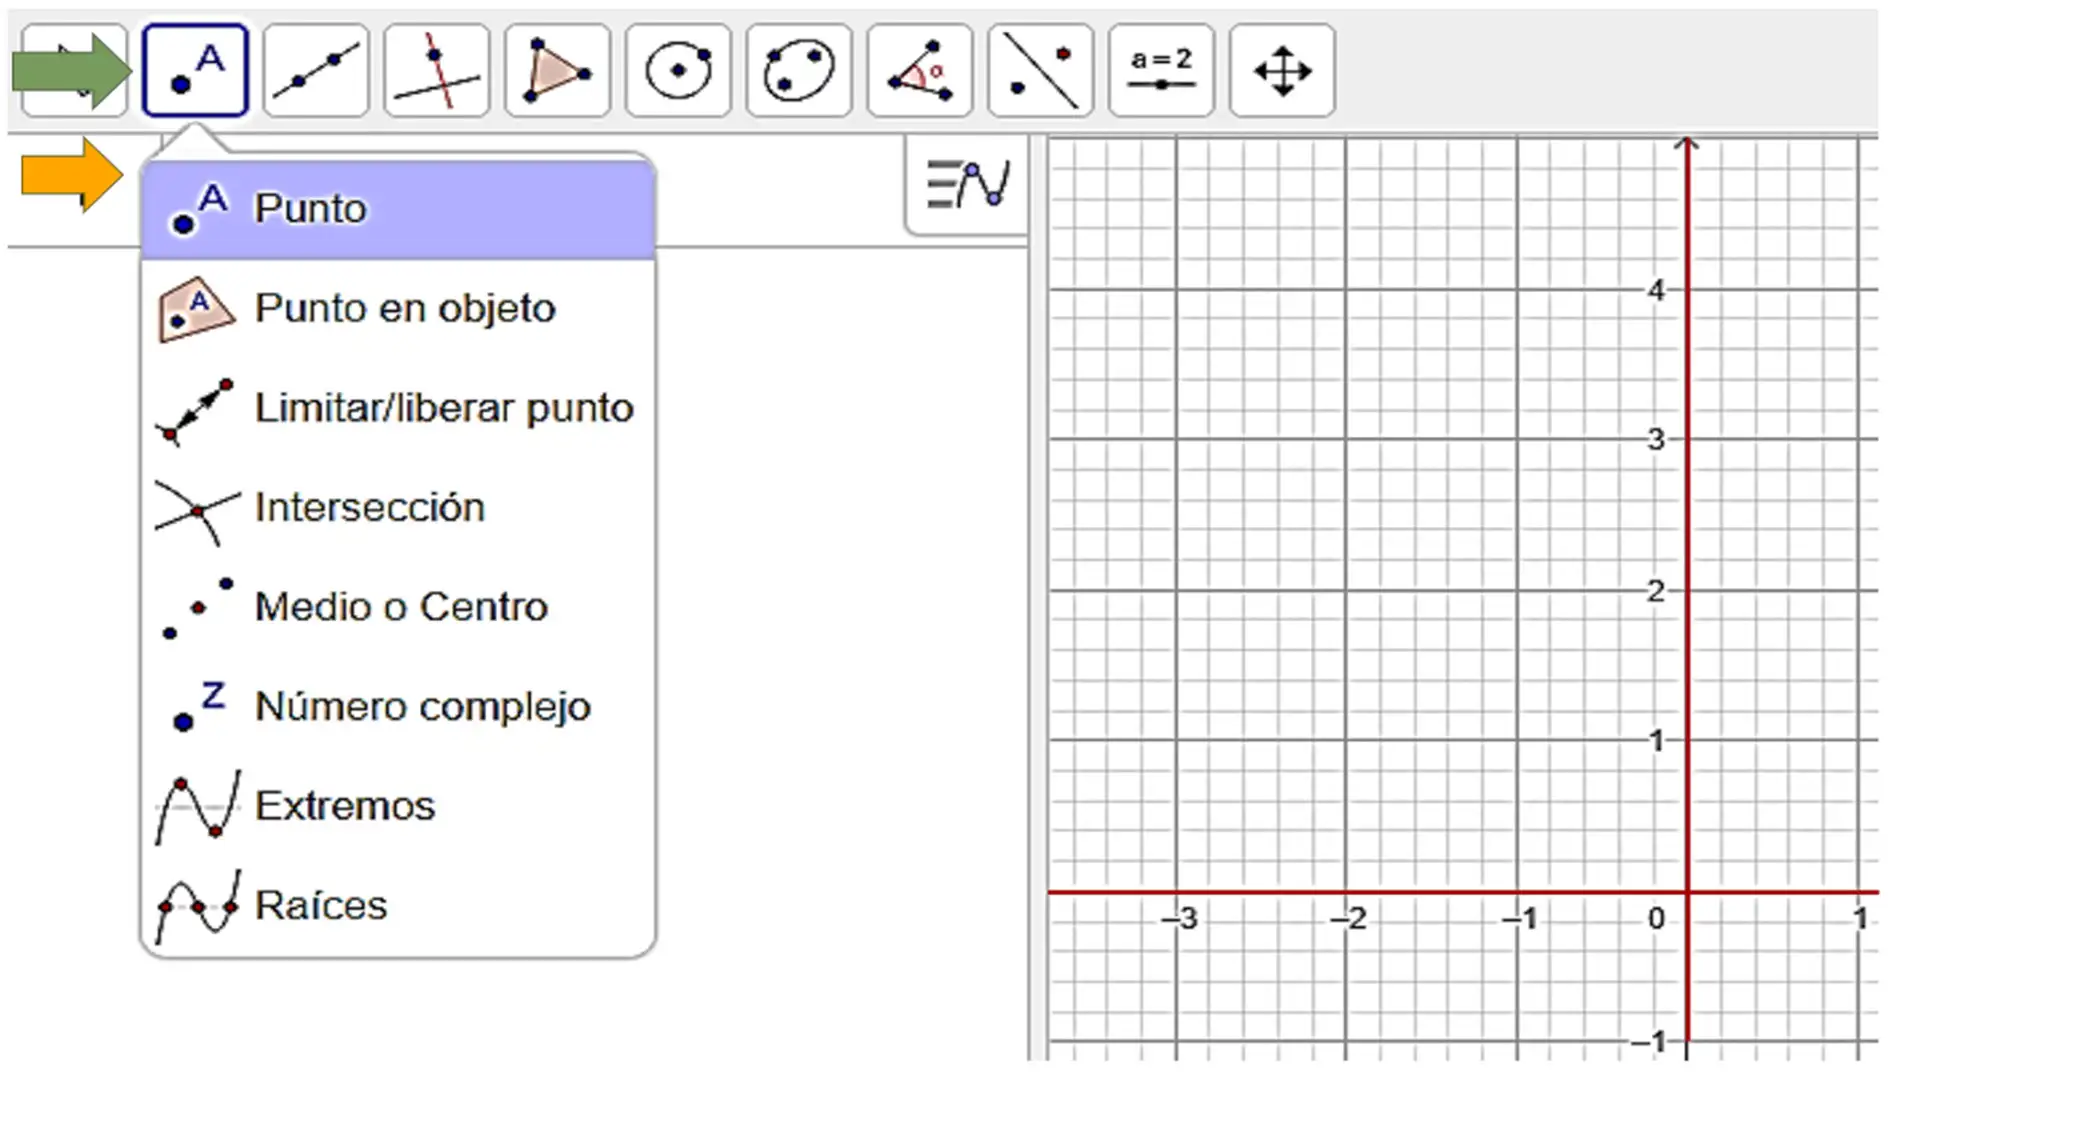 A
α
a = 2
A Punto
A Punto en objeto
Limitar/liberar punto
Intersección
Medio o Centro
Z Número complejo
Extremos
Raíces
4
3
2
1
–3 –2 –1 0 1
–1